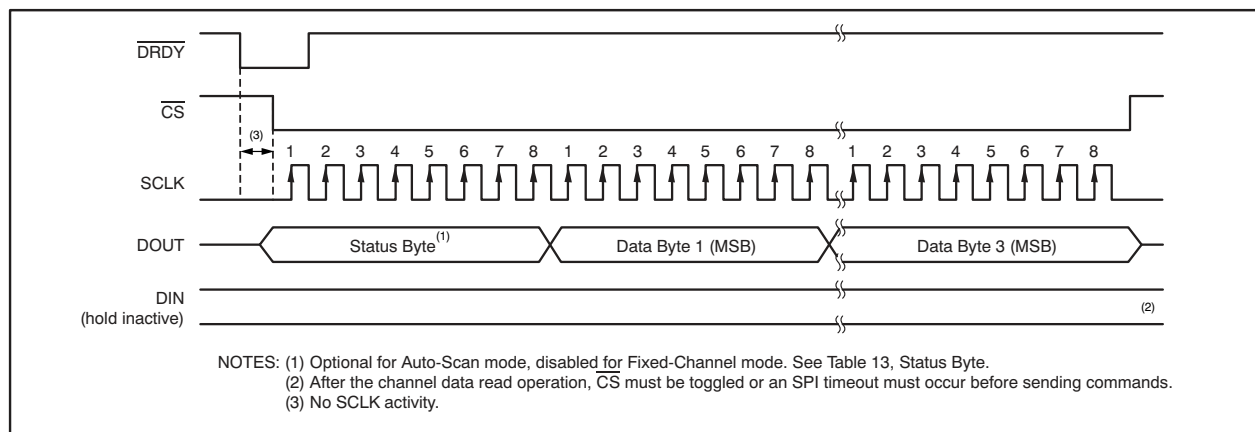 DRDY
CS
(3)
1 2 3 4 5 6 7 8 1 2 3 4 5 6 7 8 1 2 3 4 5 6 7 8
SCLK
DOUT Status Byte(1) Data Byte 1 (MSB) Data Byte 3 (MSB)
DIN
(hold inactive)
(2)
NOTES: (1) Optional for Auto-Scan mode, disabled for Fixed-Channel mode. See Table 13, Status Byte.
(2) After the channel data read operation, CS must be toggled or an SPI timeout must occur before sending commands.
(3) No SCLK activity.